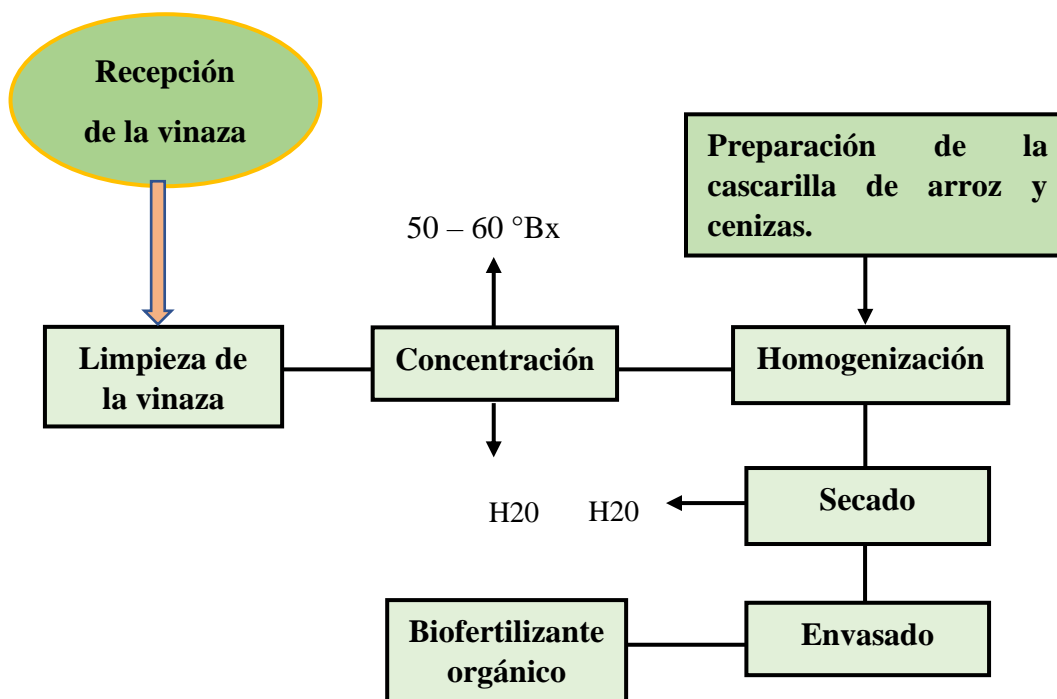 Recepción
de la vinaza
Preparación de la
cascarilla de arroz y
cenizas.
50 – 60 °Bx
Limpieza de
la vinaza
Concentración
Homogenización
H20
H20
Secado
Envasado
Biofertilizante
orgánico